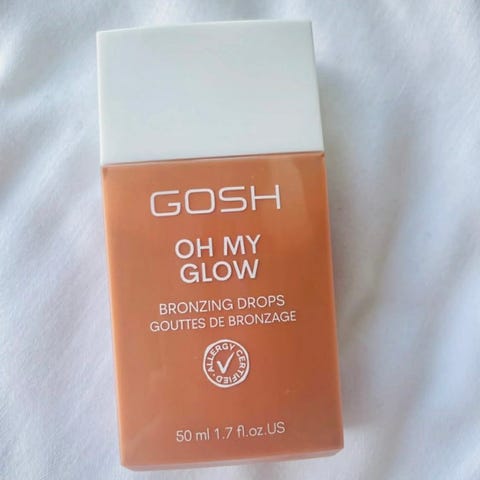 GOSH
OH MY
GLOW
BRONZING DROPS
GOUTTES DE BRONZAGE
ALLERGY CERTIFIED
50 ml 1.7 fl.oz.US